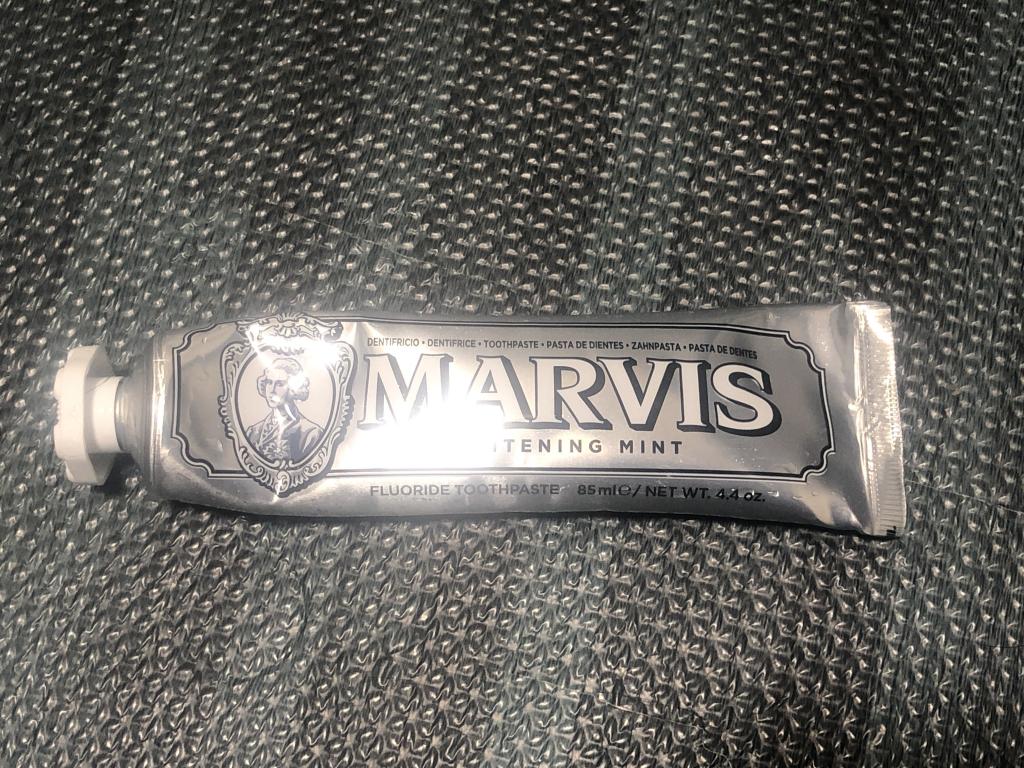 DENTIFRICIO • DENTIFRICE • TOOTHPASTE • PASTA DE DIENTES • ZAHNPASTA • PASTA DE DENTES
MARVIS
MINT
FLUORIDE TOOTHPASTE 85 ml ℮ / NET WT. 4.4 oz.